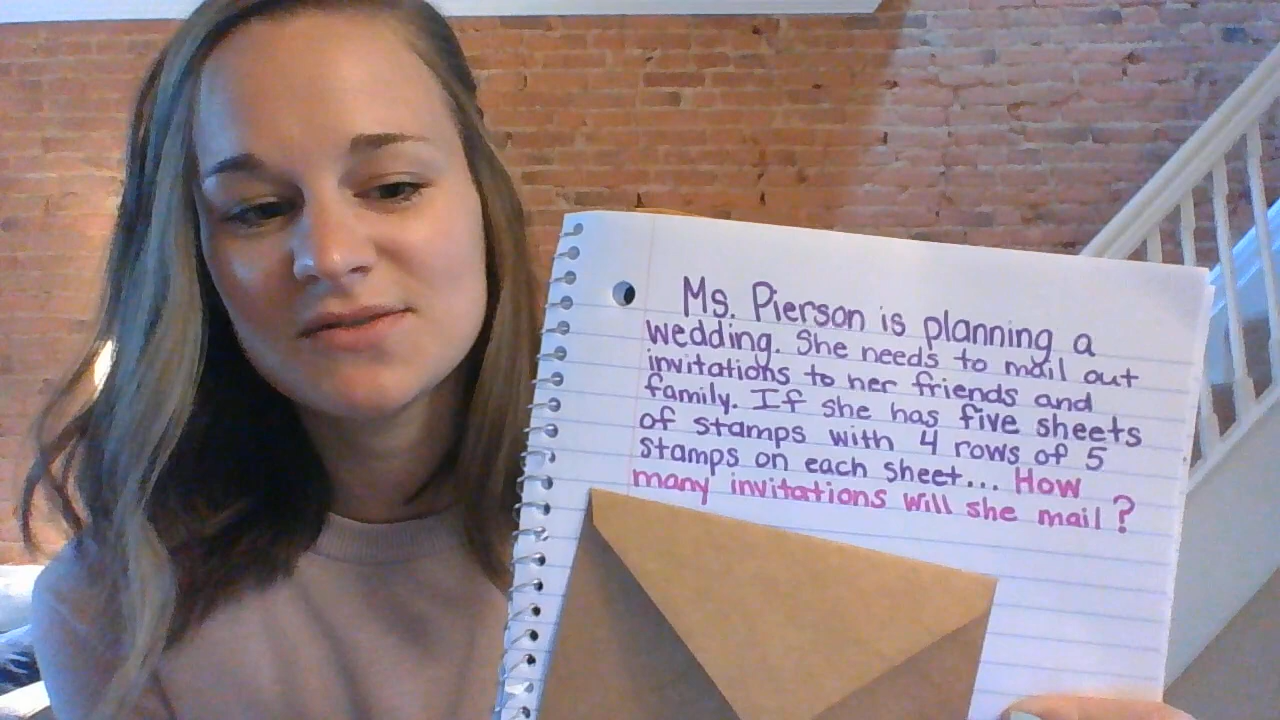 Ms. Pierson is planning a
wedding. She needs to mail out
invitations to her friends and
family. If she has five sheets
of stamps with 4 rows of 5
stamps on each sheet... How
many invitations will she mail?